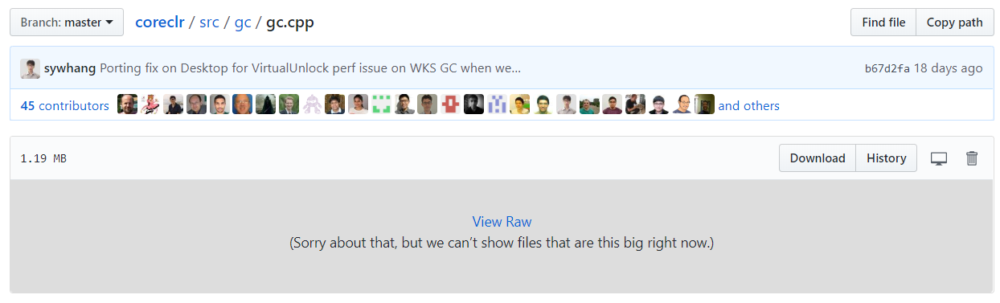 Branch: master coreclr / src / gc / gc.cpp Find file Copy path
sywhang Porting fix on Desktop for VirtualUnlock perf issue on WKS GC when we… b67d2fa 18 days ago
45 contributors and others
1.19 MB Download History
View Raw
(Sorry about that, but we can’t show files that are this big right now.)